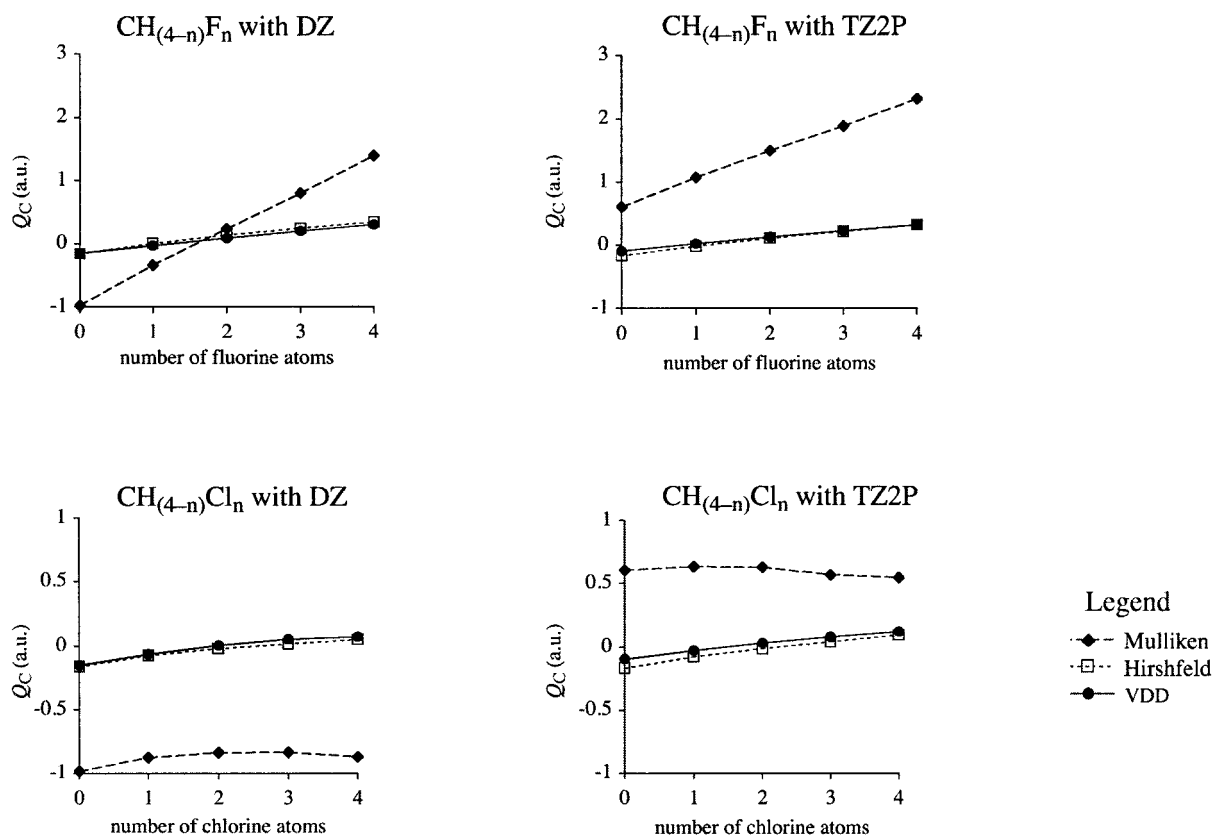 CH(4–n)Fn with DZ
3
2
1
0
-1
QC (a.u.)
0 1 2 3 4
number of fluorine atoms
CH(4–n)Fn with TZ2P
3
2
1
0
-1
QC (a.u.)
0 1 2 3 4
number of fluorine atoms
CH(4–n)Cln with DZ
1
0.5
0
-0.5
-1
QC (a.u.)
0 1 2 3 4
number of chlorine atoms
CH(4–n)Cln with TZ2P
1
0.5
0
-0.5
-1
QC (a.u.)
0 1 2 3 4
number of chlorine atoms
Legend
Mulliken
Hirshfeld
VDD